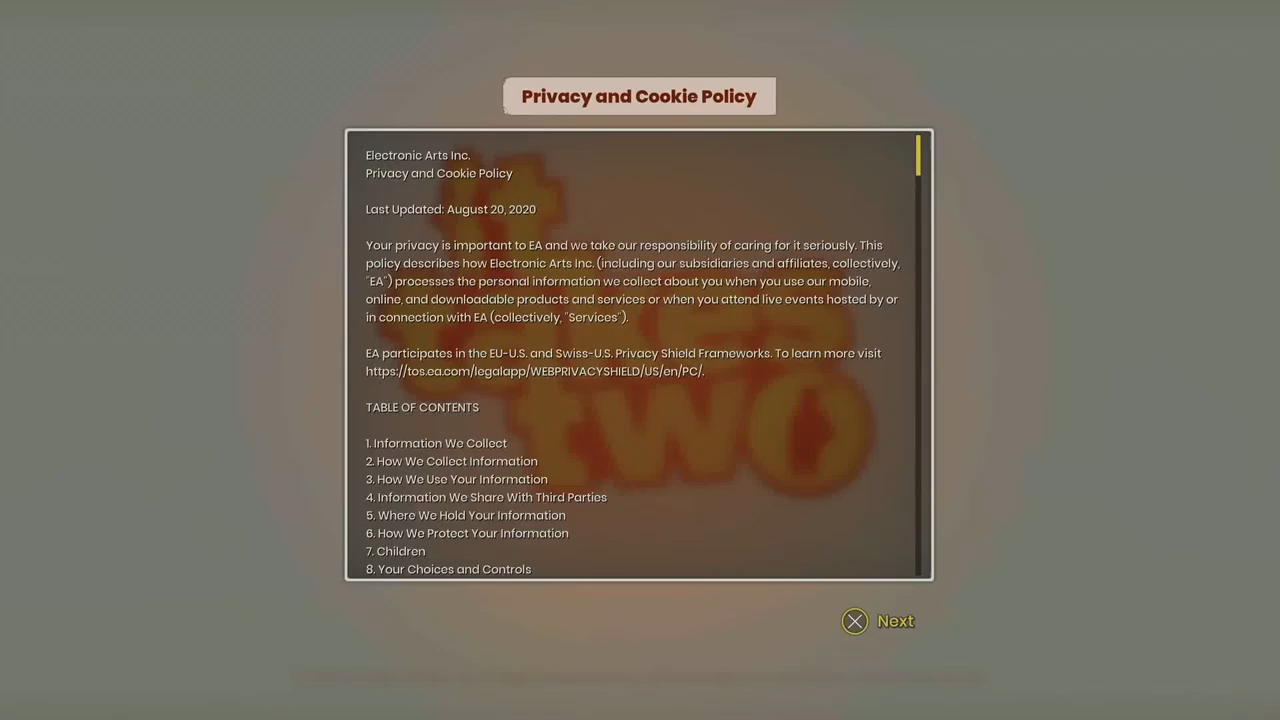 Privacy and Cookie Policy
Electronic Arts Inc.
Privacy and Cookie Policy
Last Updated: August 20, 2020
Your privacy is important to EA and we take our responsibility of caring for it seriously. This
policy describes how Electronic Arts Inc. (including our subsidiaries and affiliates, collectively,
"EA") processes the personal information we collect about you when you use our mobile,
online, and downloadable products and services or when you attend live events hosted by or
in connection with EA (collectively, "Services").
EA participates in the EU-U.S. and Swiss-U.S. Privacy Shield Frameworks. To learn more visit
https://tos.ea.com/legalapp/WEBPRIVACYSHIELD/US/en/PC/.
TABLE OF CONTENTS
1. Information We Collect
2. How We Collect Information
3. How We Use Your Information
4. Information We Share With Third Parties
5. Where We Hold Your Information
6. How We Protect Your Information
7. Children
8. Your Choices and Controls
it
takes
two
Next